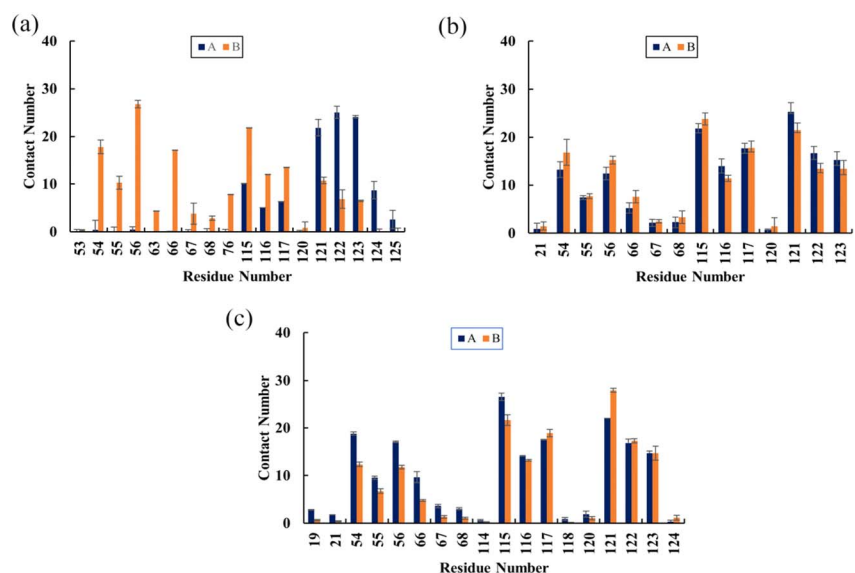 (a)
A B
40
30
20
10
0
Contact Number
53 54 55 56 63 66 67 68 76 115 116 117 120 121 122 123 124 125
Residue Number
(b)
A B
40
30
20
10
0
Contact Number
21 54 55 56 66 67 68 115 116 117 120 121 122 123
Residue Number
(c)
A B
40
30
20
10
0
Contact Number
19 21 54 55 56 66 67 68 114 115 116 117 118 120 121 122 123 124
Residue Number